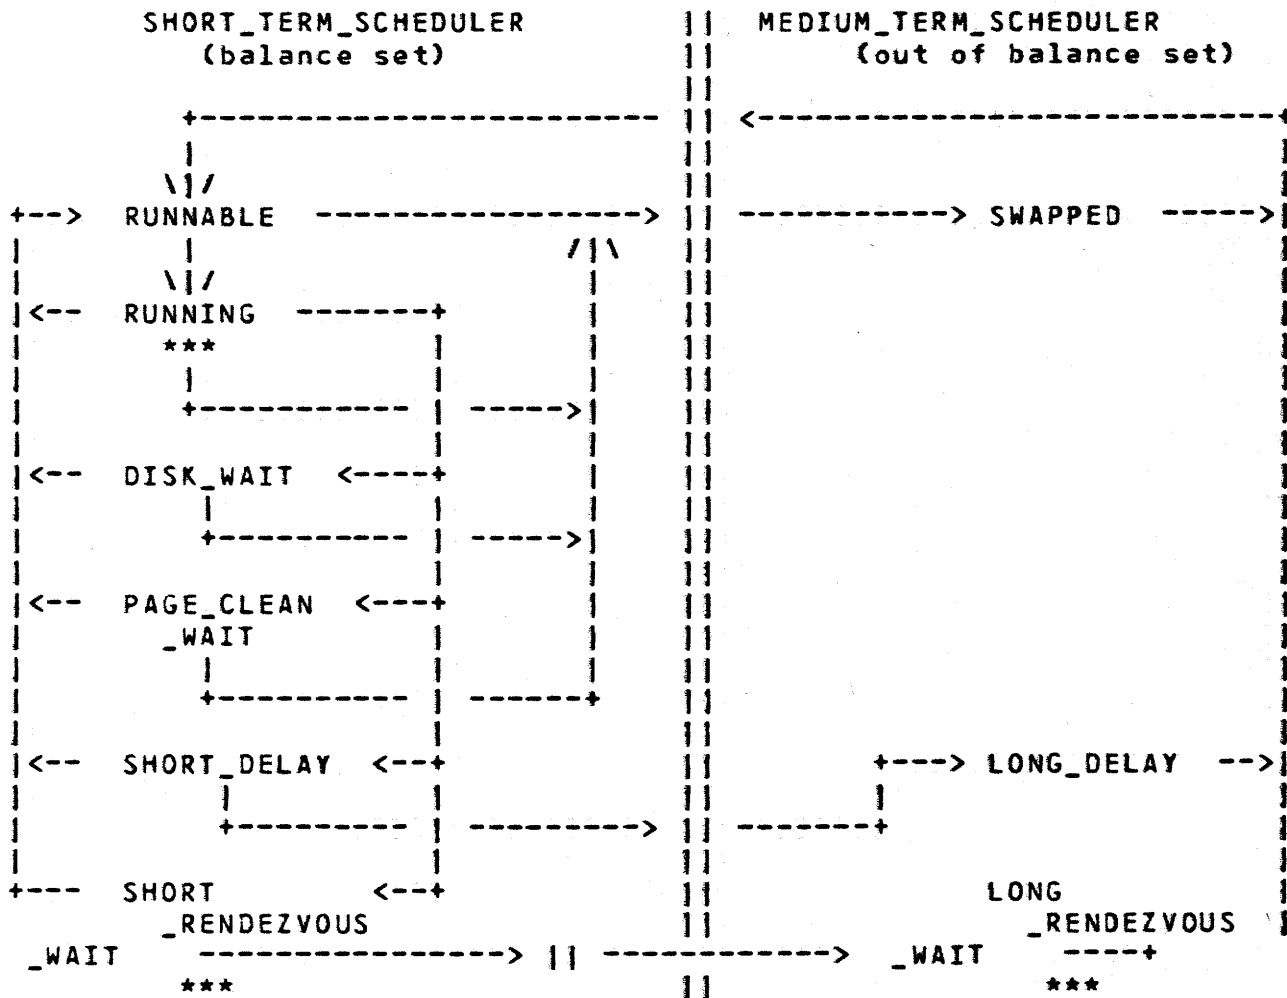 SHORT_TERM_SCHEDULER || MEDIUM_TERM_SCHEDULER
(balance set) || (out of balance set)
+------------------------ || <-----------------------------+
| ||
\|/ ||
+--> RUNNABLE ------------------> || ------------> SWAPPED ----->|
| | /|\ || |
| \|/ | || |
|<-- RUNNING -------+ | || |
| *** | | || |
| | | | || |
| +----------- | ----->| || |
| | | || |
|<-- DISK_WAIT <----+ | || |
| | | | || |
| +----------- | ----->| || |
| | | || |
|<-- PAGE_CLEAN <---+ | || |
| _WAIT | | || |
| | | | || |
| +----------- | ------+ || |
| | || |
|<-- SHORT_DELAY <--+ || +---> LONG_DELAY -->|
| | | || | |
| +--------- | ---------> || -------+ |
| | || |
+--- SHORT <--+ || LONG |
_RENDEZVOUS || _RENDEZVOUS |
_WAIT -----------------> || -------------> _WAIT ----+
*** || ***